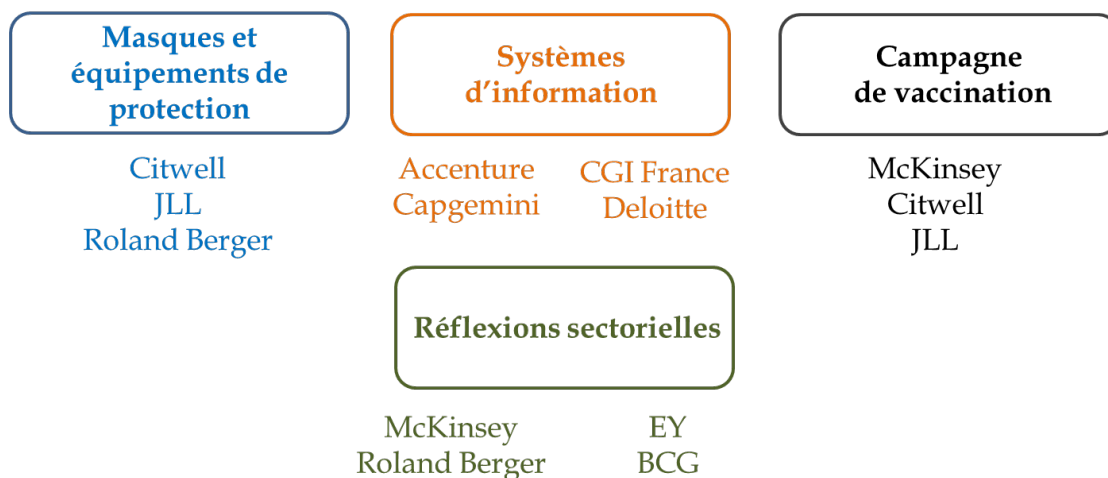 Masques et
équipements de
protection
Citwell
JLL
Roland Berger
Systèmes
d’information
Accenture
Capgemini
CGI France
Deloitte
Campagne
de vaccination
McKinsey
Citwell
JLL
Réflexions sectorielles
McKinsey
Roland Berger
EY
BCG